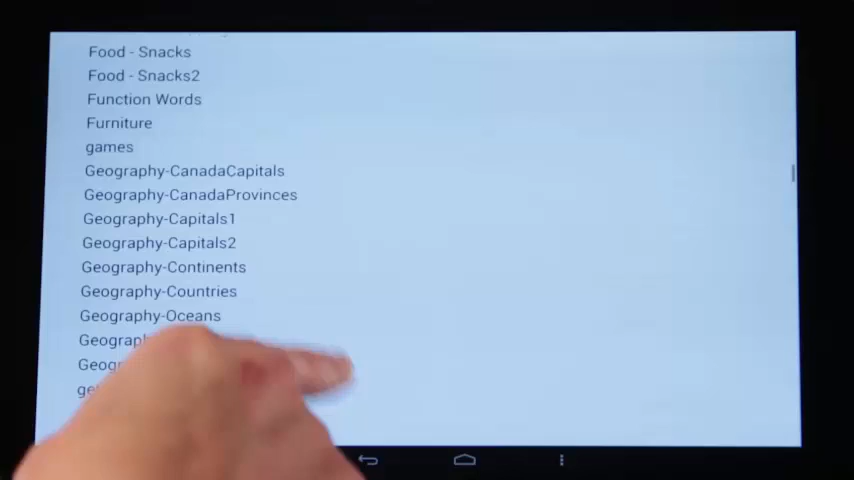 Food - Snacks
Food - Snacks2
Function Words
Furniture
games
Geography-CanadaCapitals
Geography-CanadaProvinces
Geography-Capitals1
Geography-Capitals2
Geography-Continents
Geography-Countries
Geography-Oceans